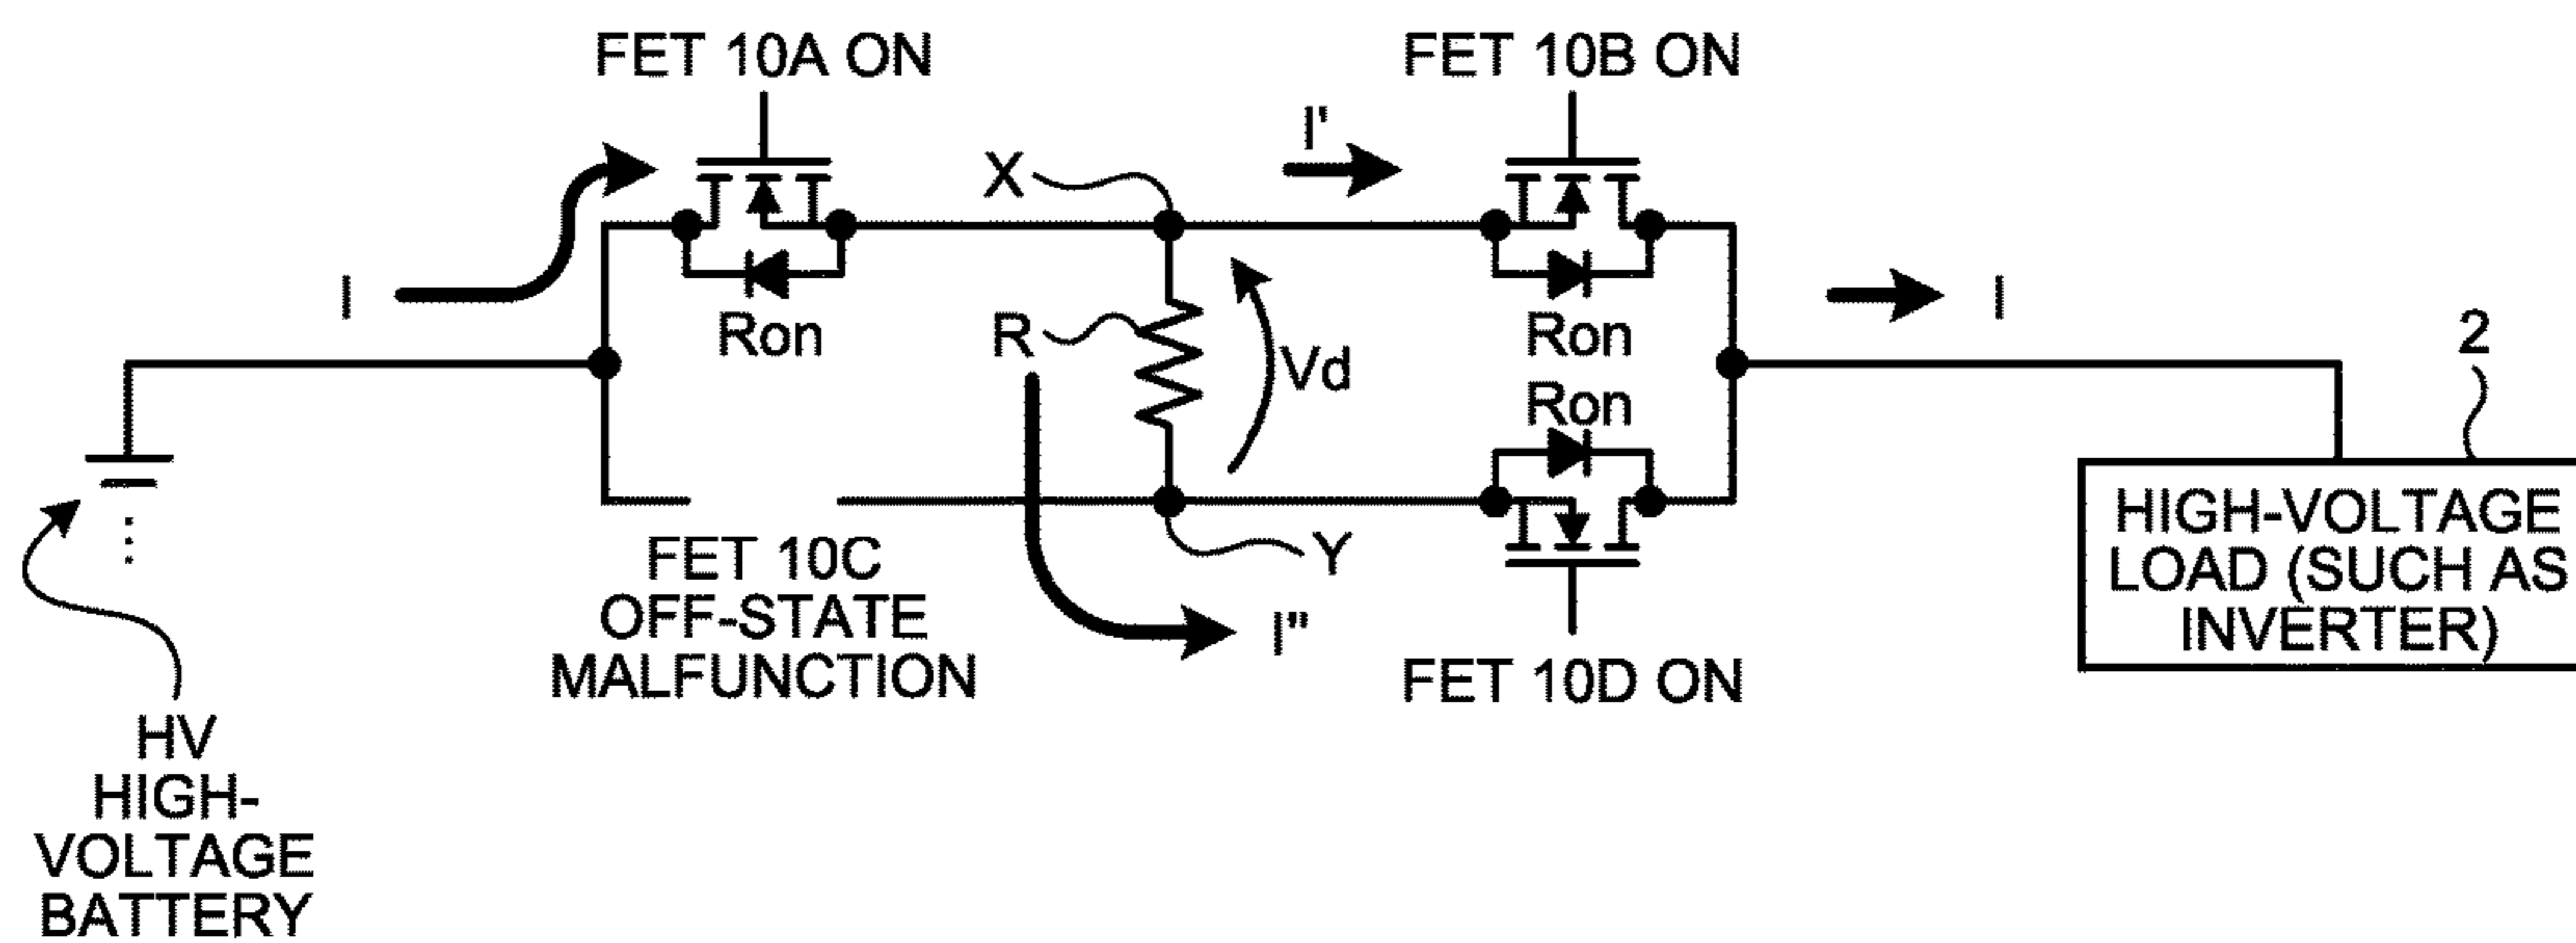 FET 10A ON
FET 10B ON
I'
X
I
Ron
R
Vd
Ron
Ron
I
2
HIGH-VOLTAGE
LOAD (SUCH AS
INVERTER)
FET 10C
OFF-STATE
MALFUNCTION
Y
I"
FET 10D ON
HV
HIGH-
VOLTAGE
BATTERY